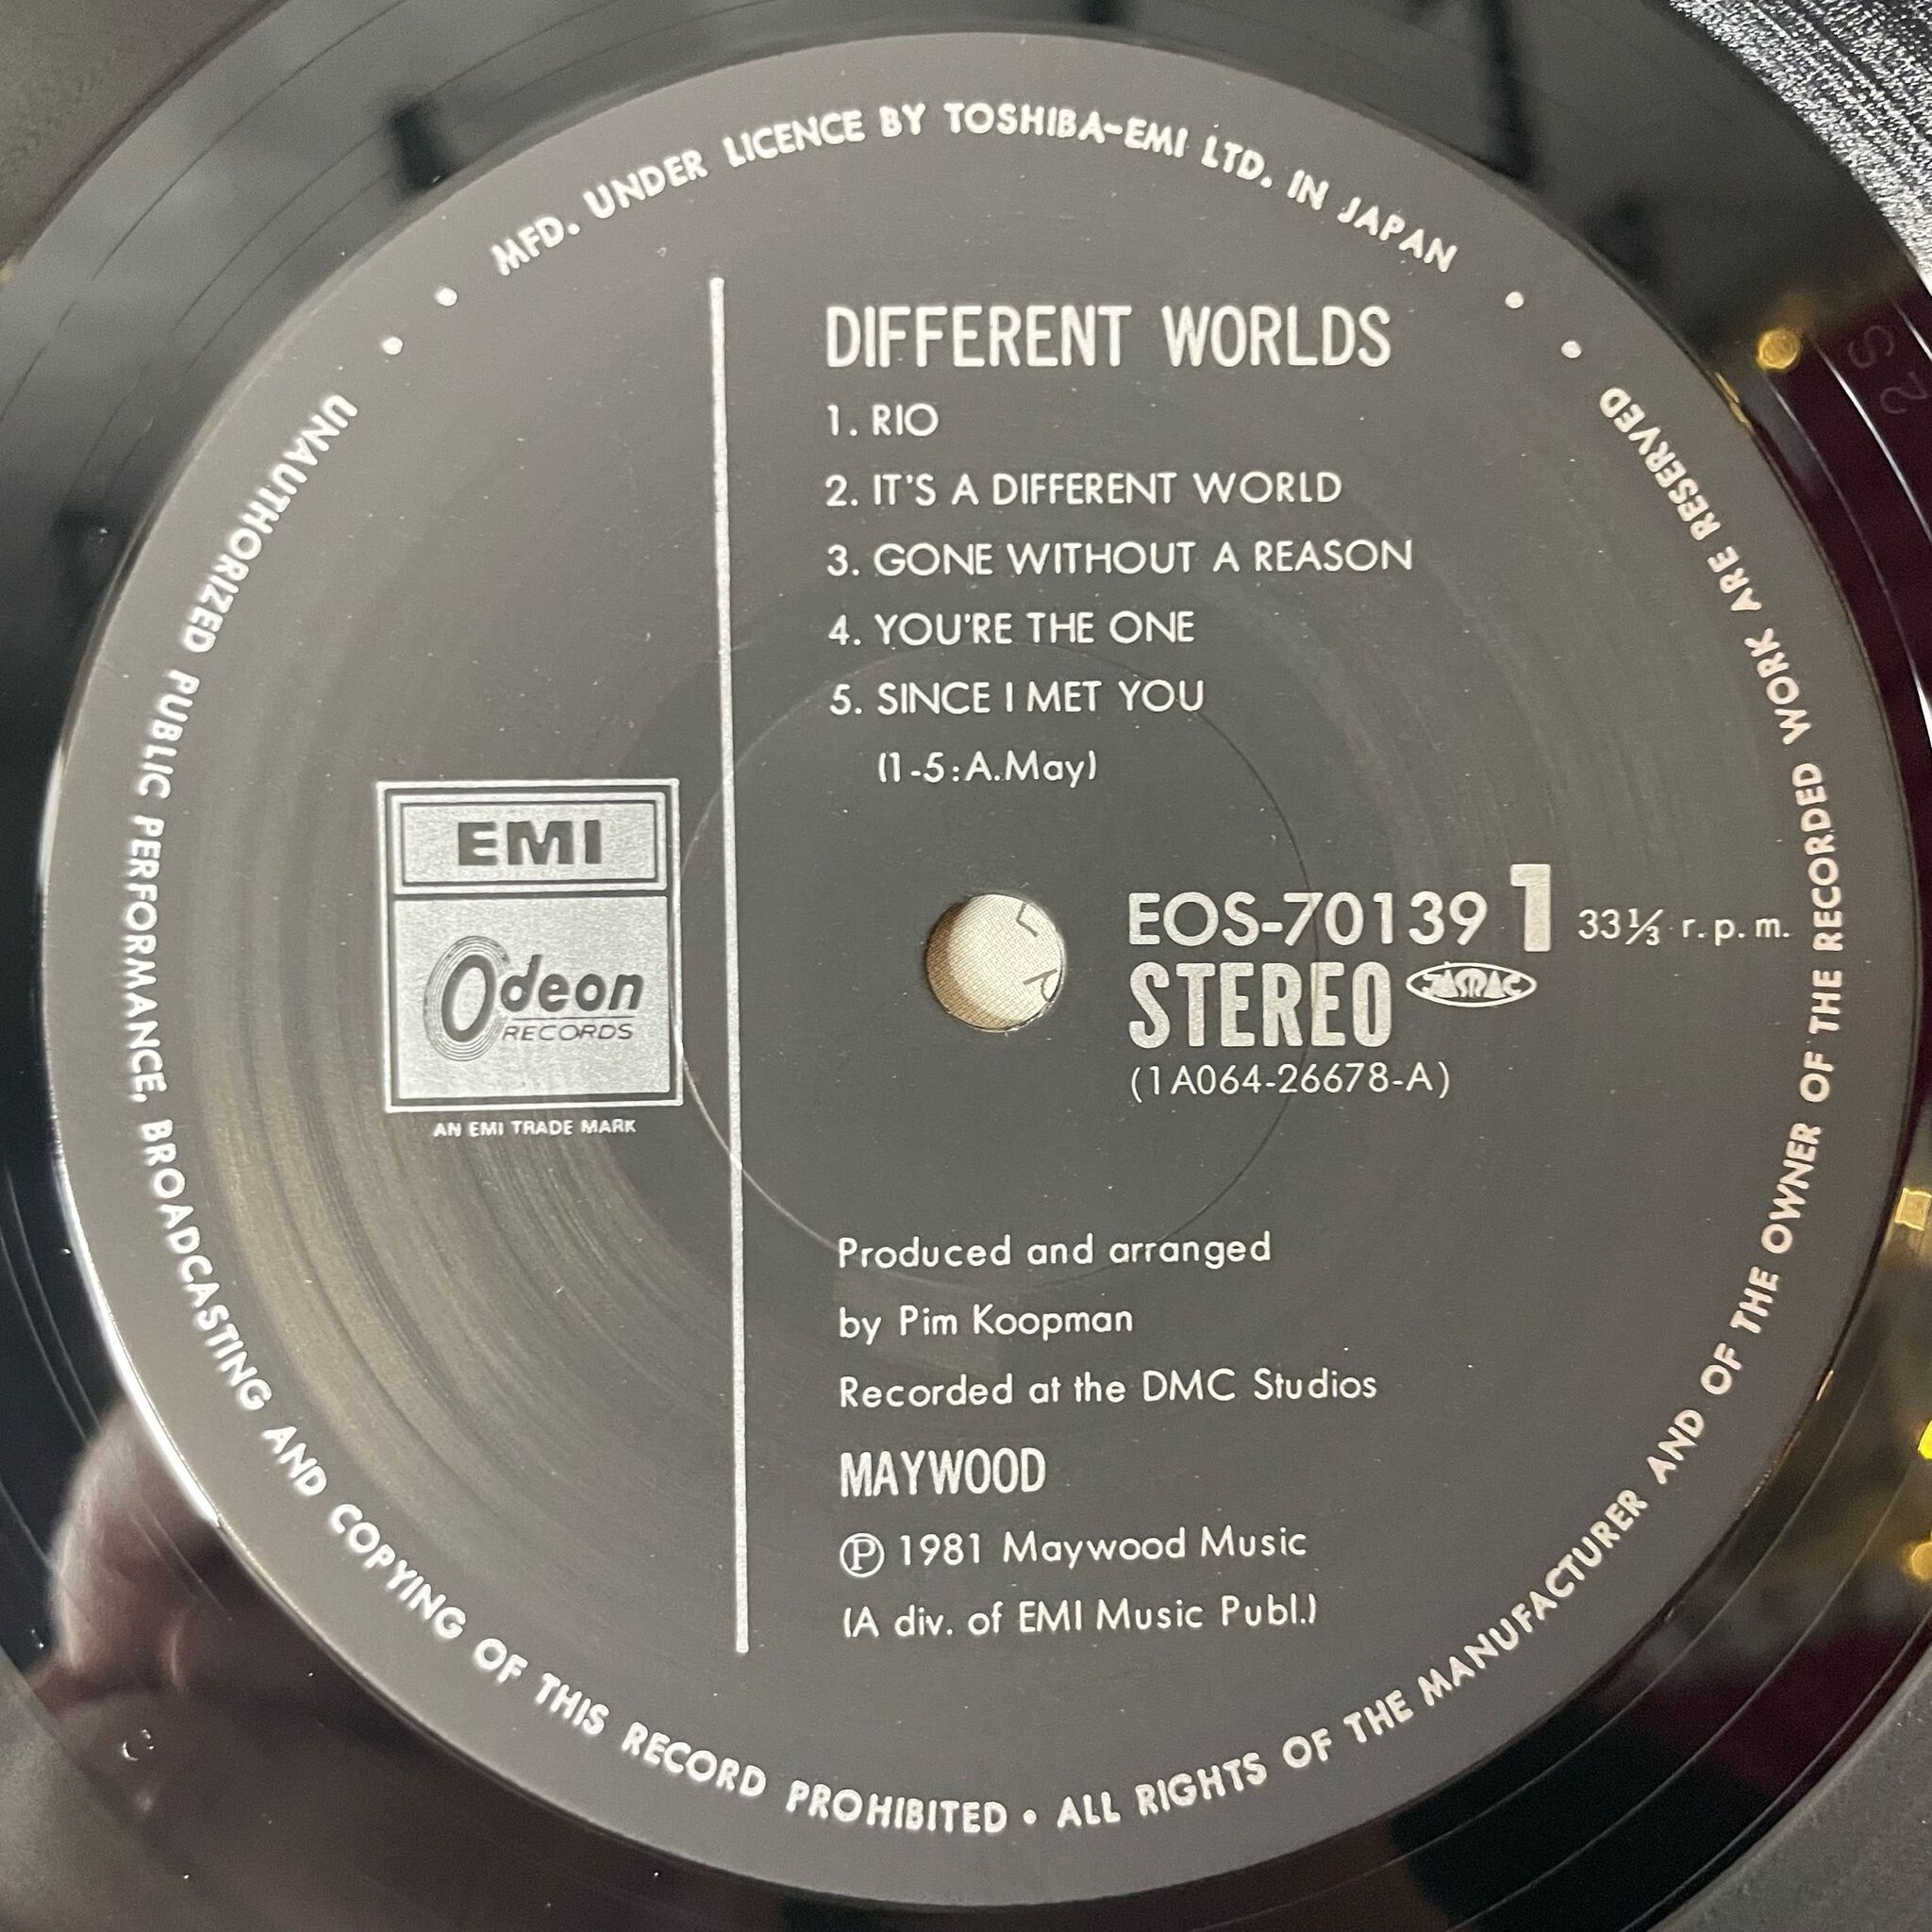 MFD. UNDER LICENCE BY TOSHIBA-EMI LTD. IN JAPAN
DIFFERENT WORLDS
1. RIO
2. IT'S A DIFFERENT WORLD
3. GONE WITHOUT A REASON
4. YOU'RE THE ONE
5. SINCE I MET YOU
(1-5:A.May)
EMI
Odeon
RECORDS
AN EMI TRADE MARK
EOS-70139 1 33⅓ r.p.m.
STEREO JASRAC
(1A064-26678-A)
Produced and arranged
by Pim Koopman
Recorded at the DMC Studios
MAYWOOD
Ⓟ 1981 Maywood Music
(A div. of EMI Music Publ.)
UNAUTHORIZED PUBLIC PERFORMANCE, BROADCASTING AND COPYING OF THIS RECORD PROHIBITED • ALL RIGHTS OF THE MANUFACTURER AND OF THE OWNER OF THE RECORDED WORK ARE RESERVED